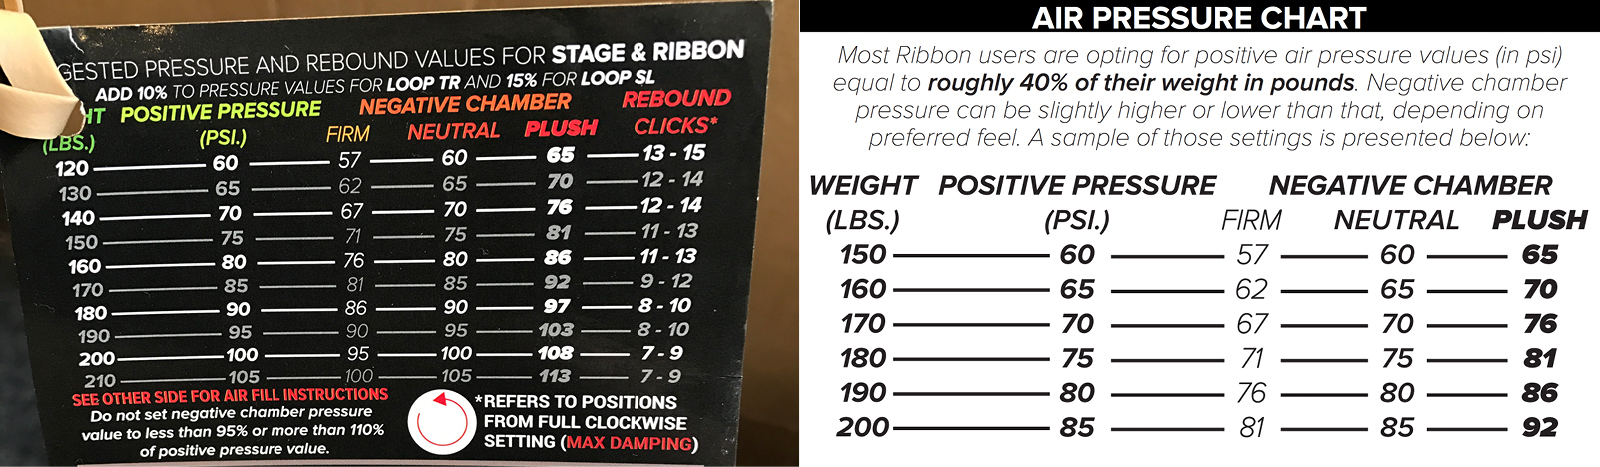 GESTED PRESSURE AND REBOUND VALUES FOR STAGE & RIBBON
ADD 10% TO PRESSURE VALUES FOR LOOP TR AND 15% FOR LOOP SL
HT POSITIVE PRESSURE NEGATIVE CHAMBER REBOUND
(LBS.) (PSI.) FIRM NEUTRAL PLUSH CLICKS*
120 60 57 60 65 13 - 15
130 65 62 65 70 12 - 14
140 70 67 70 76 12 - 14
150 75 71 75 81 11 - 13
160 80 76 80 86 11 - 13
170 85 81 85 92 9 - 12
180 90 86 90 97 8 - 10
190 95 90 95 103 8 - 10
200 100 95 100 108 7 - 9
210 105 100 105 113 7 - 9
SEE OTHER SIDE FOR AIR FILL INSTRUCTIONS
Do not set negative chamber pressure
value to less than 95% or more than 110%
of positive pressure value.
*REFERS TO POSITIONS
FROM FULL CLOCKWISE
SETTING (MAX DAMPING)
AIR PRESSURE CHART
Most Ribbon users are opting for positive air pressure values (in psi)
equal to roughly 40% of their weight in pounds. Negative chamber
pressure can be slightly higher or lower than that, depending on
preferred feel. A sample of those settings is presented below:
WEIGHT POSITIVE PRESSURE NEGATIVE CHAMBER
(LBS.) (PSI.) FIRM NEUTRAL PLUSH
150 60 57 60 65
160 65 62 65 70
170 70 67 70 76
180 75 71 75 81
190 80 76 80 86
200 85 81 85 92